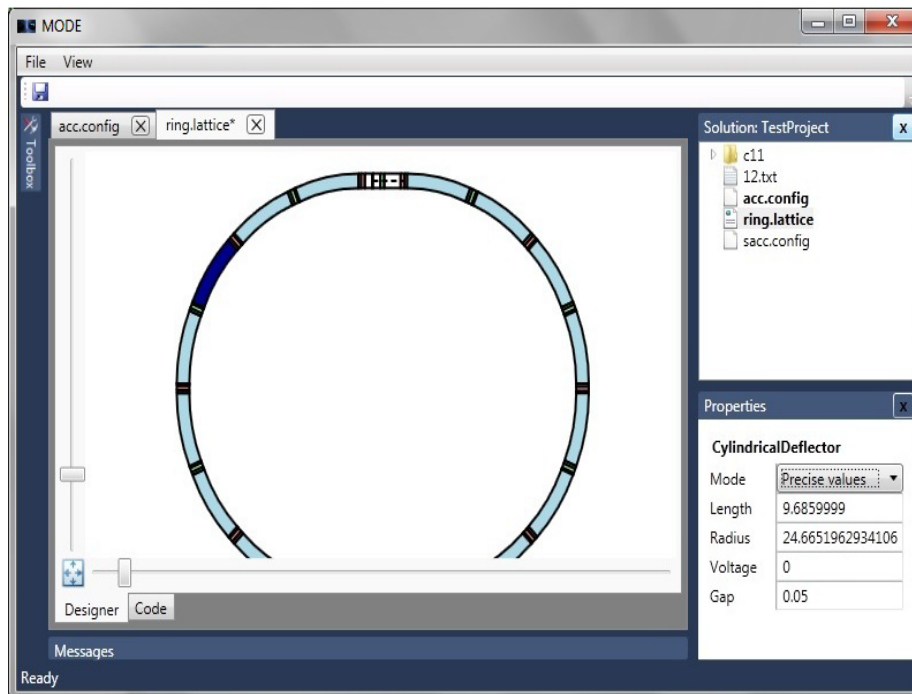 MODE
File View
Toolbox
acc.config
ring.lattice*
Designer
Code
Solution: TestProject
c11
12.txt
acc.config
ring.lattice
sacc.config
Properties
CylindricalDeflector
Mode Precise values
Length 9.6859999
Radius 24.6651962934106
Voltage 0
Gap 0.05
Messages
Ready